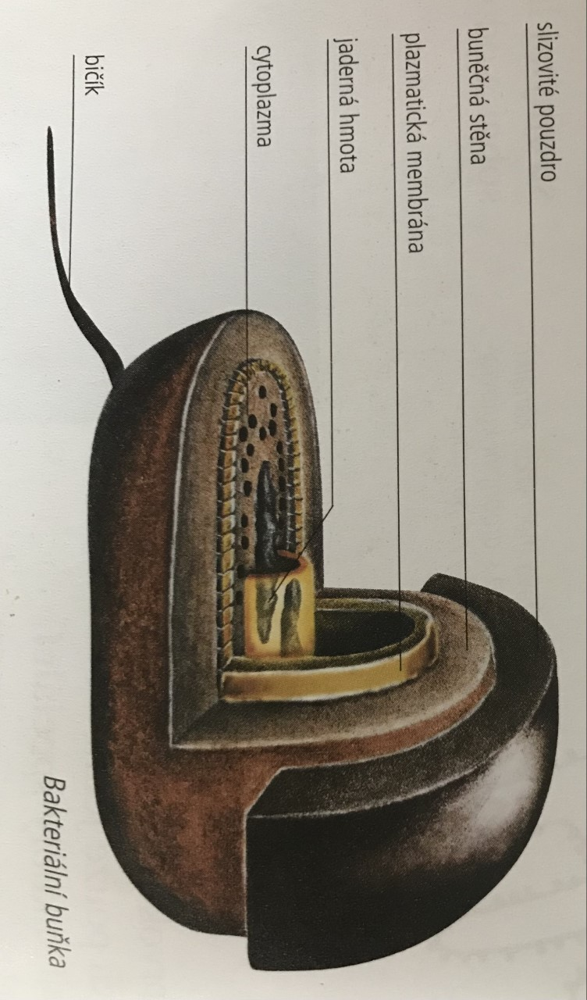 slizovité pouzdro
buněčná stěna
plazmatická membrána
jaderná hmota
cytoplazma
bičík
Bakteriální buňka